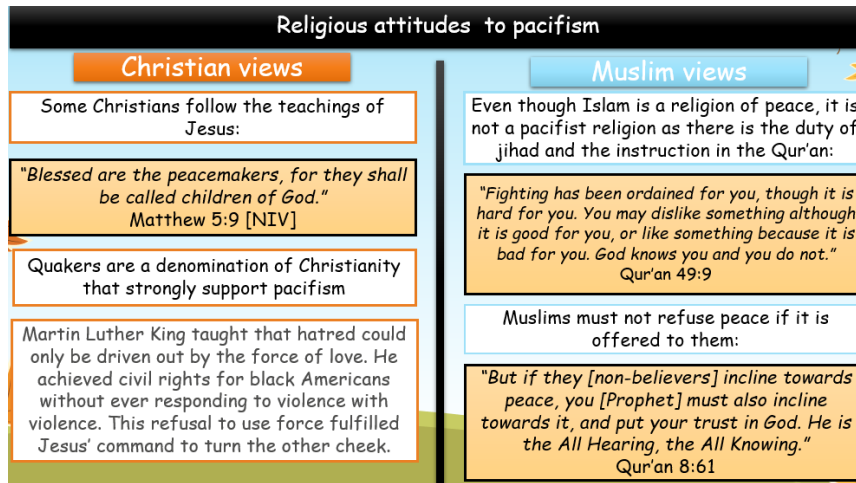 Religious attitudes to pacifism
Christian views
Some Christians follow the teachings of
Jesus:
“Blessed are the peacemakers, for they shall
be called children of God.”
Matthew 5:9 [NIV]
Quakers are a denomination of Christianity
that strongly support pacifism
Martin Luther King taught that hatred could
only be driven out by the force of love. He
achieved civil rights for black Americans
without ever responding to violence with
violence. This refusal to use force fulfilled
Jesus’ command to turn the other cheek.
Muslim views
Even though Islam is a religion of peace, it is
not a pacifist religion as there is the duty of
jihad and the instruction in the Qur’an:
“Fighting has been ordained for you, though it is
hard for you. You may dislike something although
it is good for you, or like something because it is
bad for you. God knows you and you do not.”
Qur’an 49:9
Muslims must not refuse peace if it is
offered to them:
“But if they [non-believers] incline towards
peace, you [Prophet] must also incline
towards it, and put your trust in God. He is
the All Hearing, the All Knowing.”
Qur’an 8:61